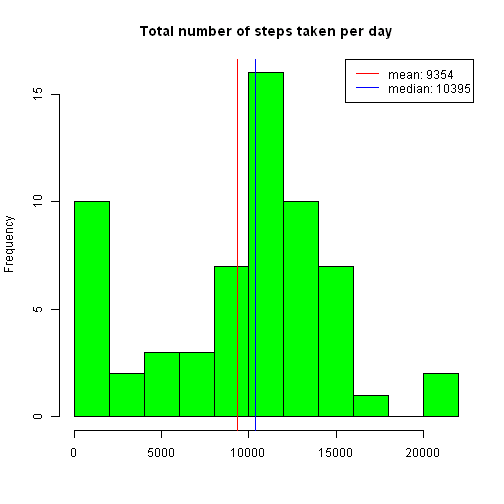 Total number of steps taken per day
mean: 9354
median: 10395
Frequency
15
10
5
0
0 5000 10000 15000 20000